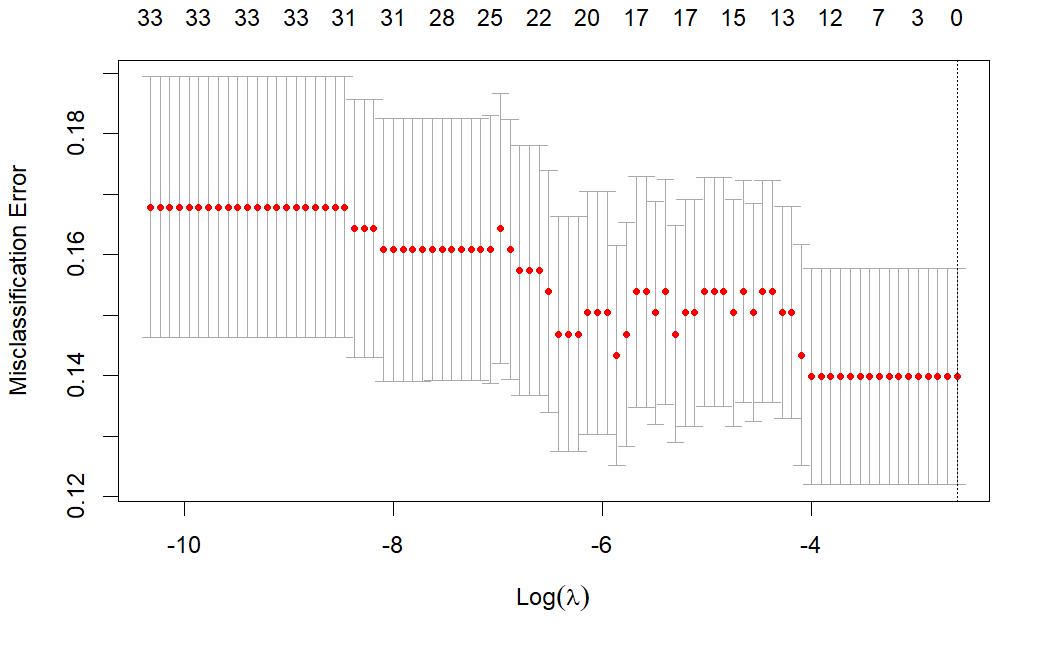 33 33 33 33 31 31 28 25 22 20 17 17 15 13 12 7 3 0
Misclassification Error
0.18
0.16
0.14
0.12
-10 -8 -6 -4
Log(λ)